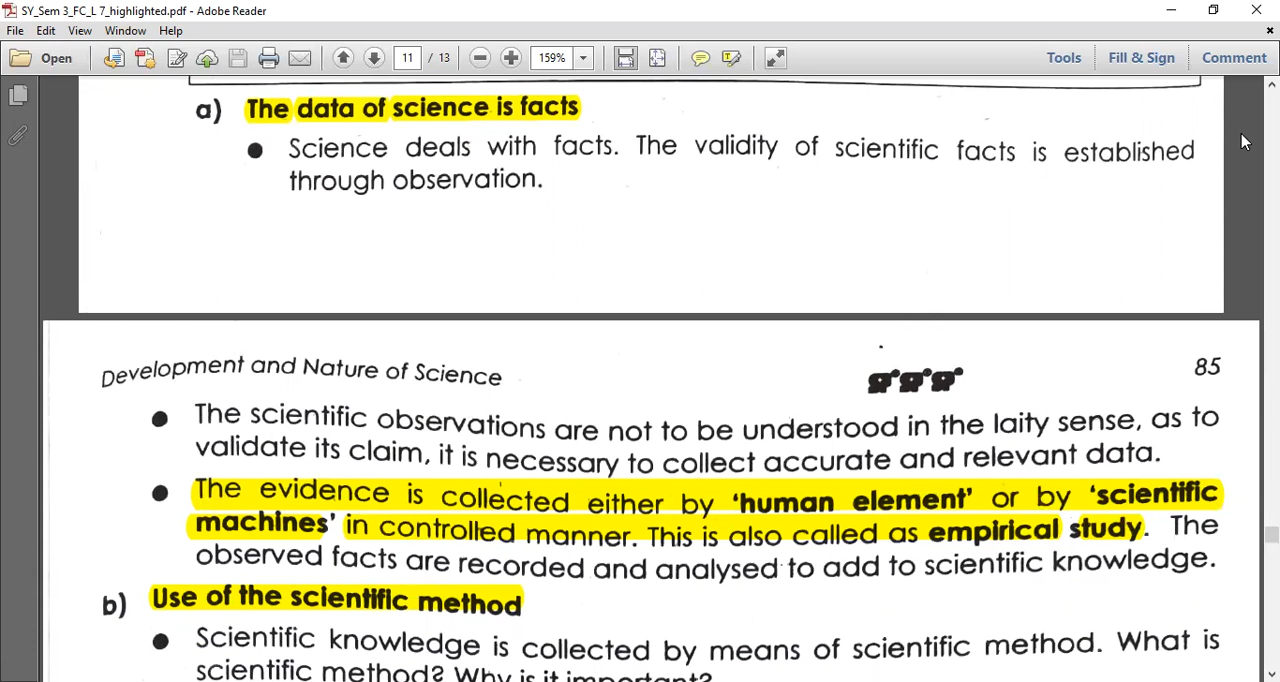 SY_Sem 3_FC_L 7_highlighted.pdf - Adobe Reader
File Edit View Window Help
Open 11 / 13 159% Tools Fill & Sign Comment
a) The data of science is facts
● Science deals with facts. The validity of scientific facts is established
through observation.
Development and Nature of Science 85
● The scientific observations are not to be understood in the laity sense, as to
validate its claim, it is necessary to collect accurate and relevant data.
● The evidence is collected either by ‘human element’ or by ‘scientific
machines’ in controlled manner. This is also called as empirical study. The
observed facts are recorded and analysed to add to scientific knowledge.
b) Use of the scientific method
● Scientific knowledge is collected by means of scientific method. What is
scientific method? Why is it important?